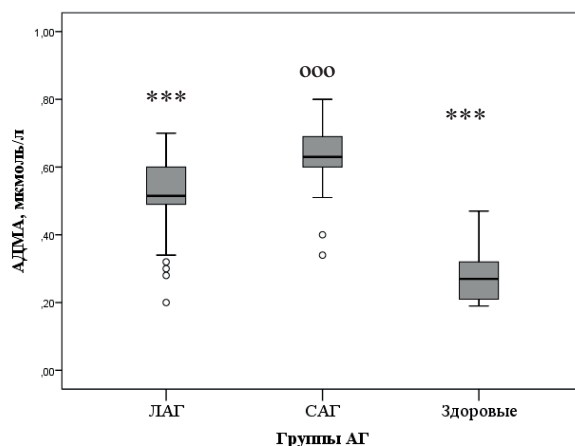 1,00
ооо
***
,80
***
,60
АДМА, мкмоль/л
,40
,20
,00
ЛАГ САГ Здоровые
Группы АГ